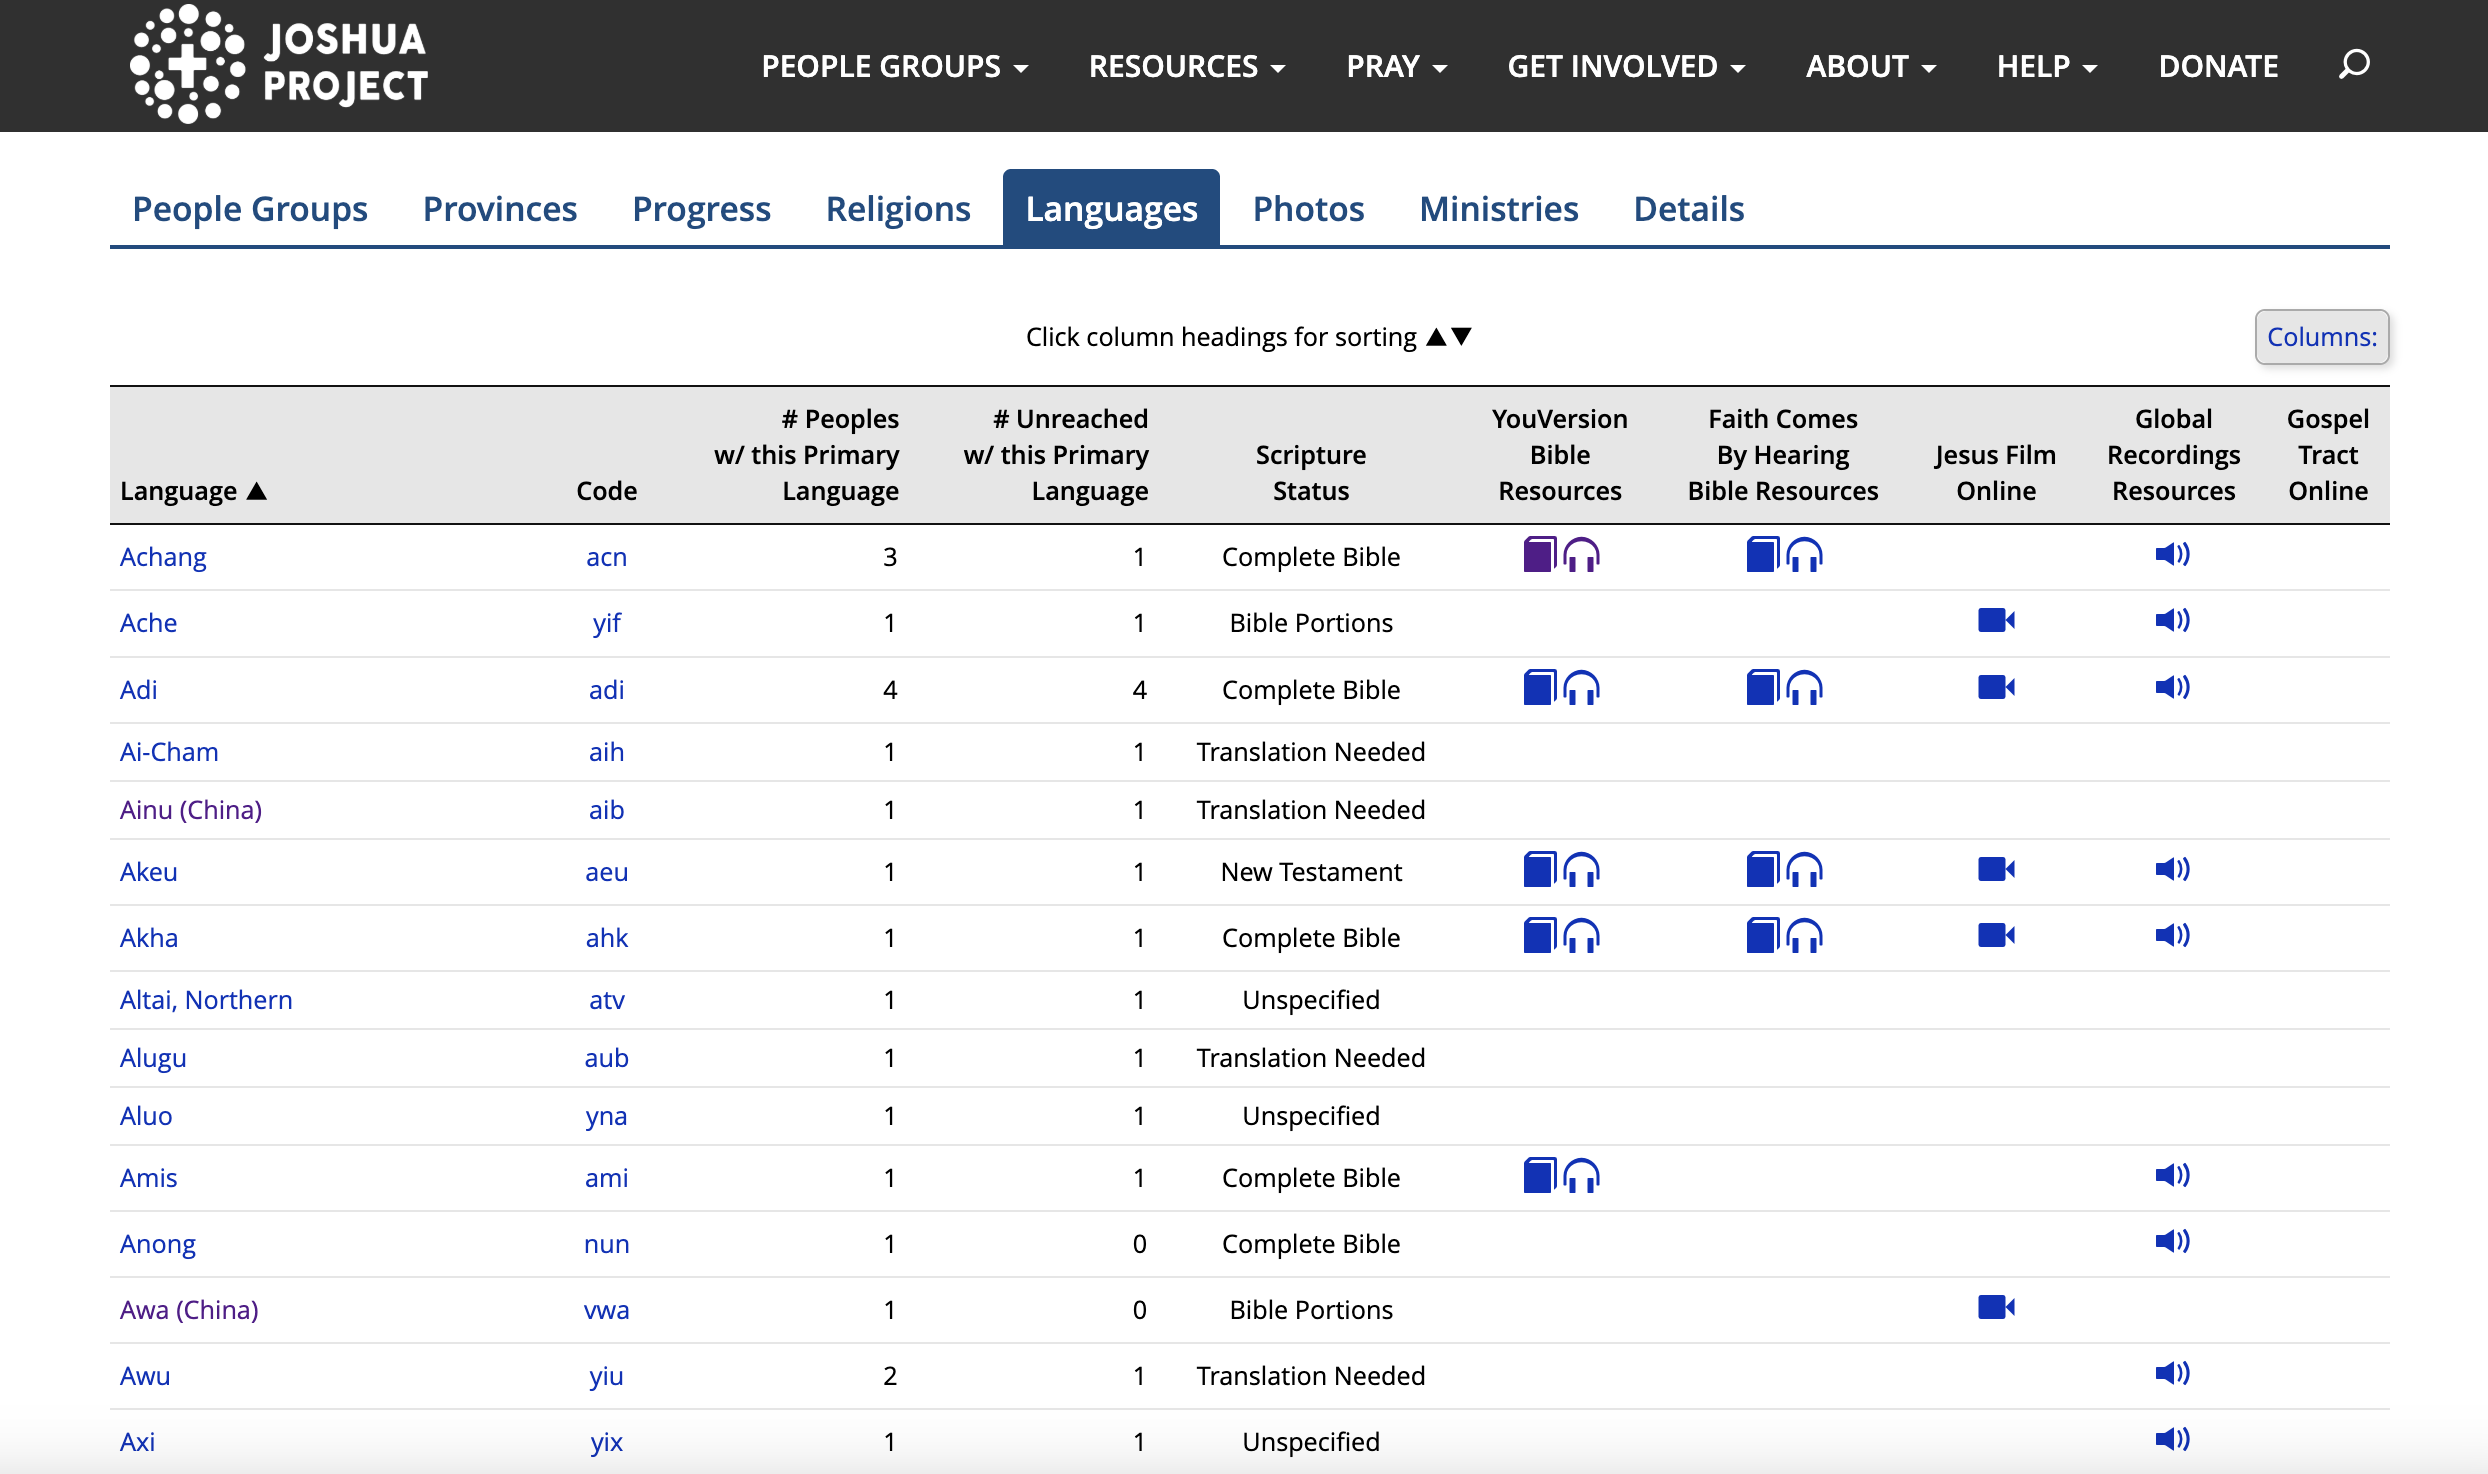 JOSHUA
PROJECT
PEOPLE GROUPS RESOURCES PRAY GET INVOLVED ABOUT HELP DONATE
People Groups Provinces Progress Religions Languages Photos Ministries Details
Click column headings for sorting ▲▼
Columns:
Language ▲ Code # Peoples w/ this Primary Language # Unreached w/ this Primary Language Scripture Status YouVersion Bible Resources Faith Comes By Hearing Bible Resources Jesus Film Online Global Recordings Resources Gospel Tract Online
Achang acn 3 1 Complete Bible
Ache yif 1 1 Bible Portions
Adi adi 4 4 Complete Bible
Ai-Cham aih 1 1 Translation Needed
Ainu (China) aib 1 1 Translation Needed
Akeu aeu 1 1 New Testament
Akha ahk 1 1 Complete Bible
Altai, Northern atv 1 1 Unspecified
Alugu aub 1 1 Translation Needed
Aluo yna 1 1 Unspecified
Amis ami 1 1 Complete Bible
Anong nun 1 0 Complete Bible
Awa (China) vwa 1 0 Bible Portions
Awu yiu 2 1 Translation Needed
Axi yix 1 1 Unspecified